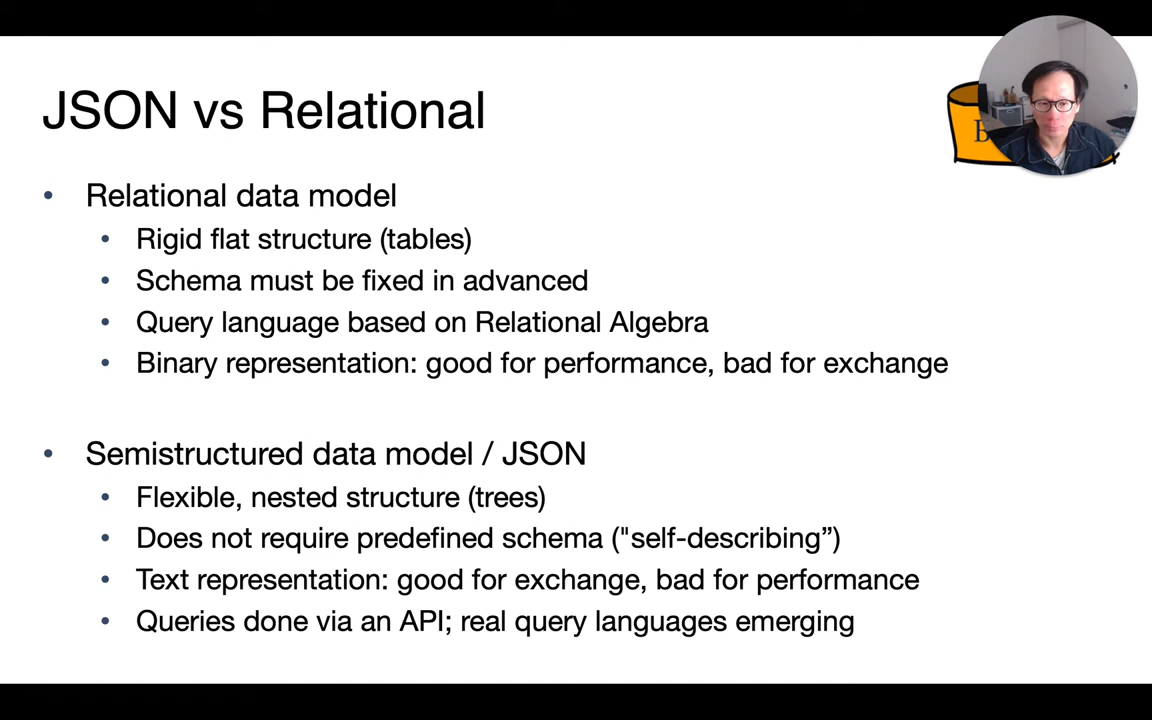 JSON vs Relational
• Relational data model
• Rigid flat structure (tables)
• Schema must be fixed in advanced
• Query language based on Relational Algebra
• Binary representation: good for performance, bad for exchange
• Semistructured data model / JSON
• Flexible, nested structure (trees)
• Does not require predefined schema ("self-describing”)
• Text representation: good for exchange, bad for performance
• Queries done via an API; real query languages emerging